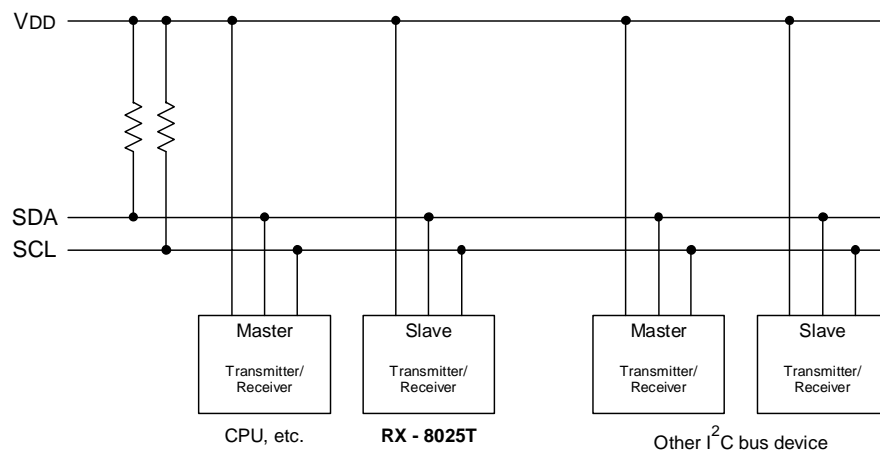 VDD
SDA
SCL
Master
Transmitter/
Receiver
Slave
Transmitter/
Receiver
Master
Transmitter/
Receiver
Slave
Transmitter/
Receiver
CPU, etc.
RX - 8025T
Other I²C bus device